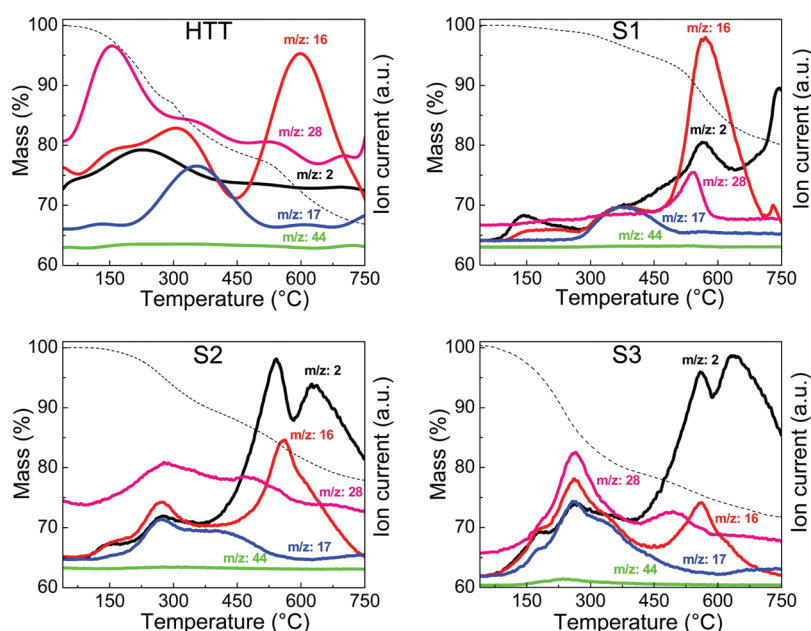 HTT
100
90
80
70
60
Mass (%)
m/z: 16
m/z: 28
m/z: 2
m/z: 17
m/z: 44
Ion current (a.u.)
150 300 450 600 750
Temperature (°C)
S1
100
90
80
70
60
Mass (%)
m/z: 16
m/z: 2
m/z: 28
m/z: 17
m/z: 44
Ion current (a.u.)
150 300 450 600 750
Temperature (°C)
S2
100
90
80
70
60
Mass (%)
m/z: 2
m/z: 16
m/z: 28
m/z: 17
m/z: 44
Ion current (a.u.)
150 300 450 600 750
Temperature (°C)
S3
100
90
80
70
60
Mass (%)
m/z: 2
m/z: 28
m/z: 16
m/z: 17
m/z: 44
Ion current (a.u.)
150 300 450 600 750
Temperature (°C)